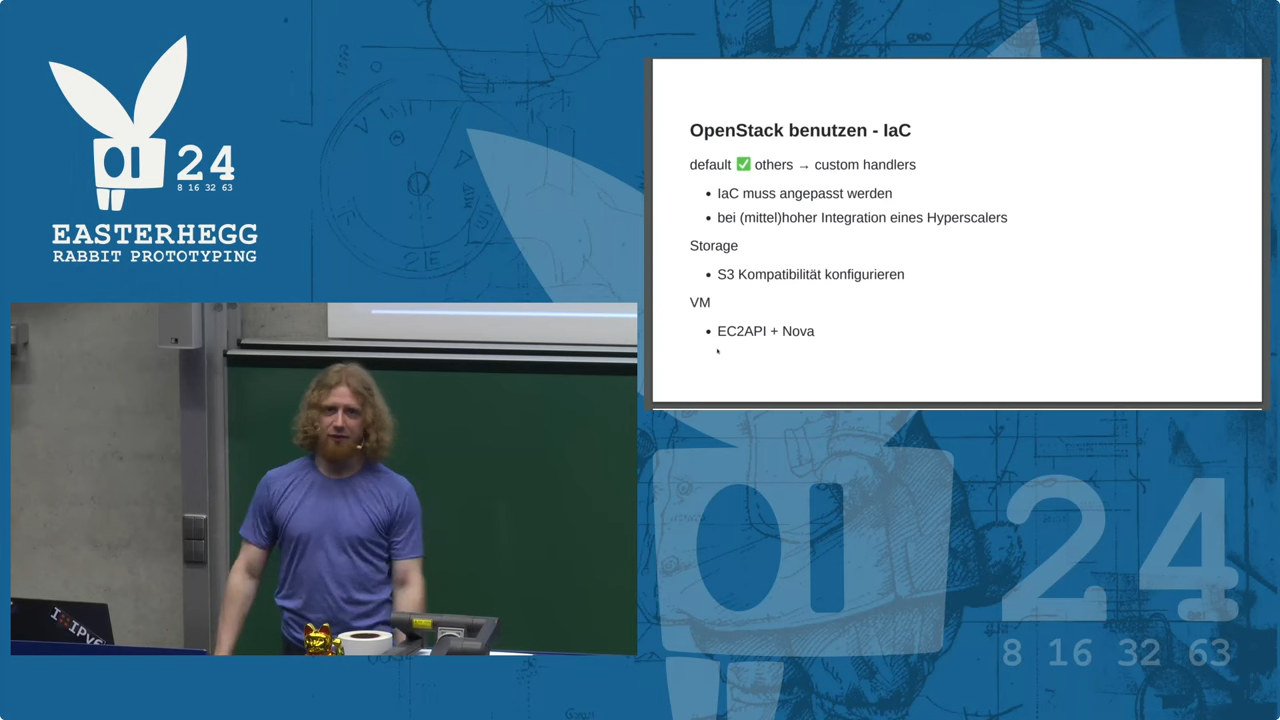 24
8 16 32 63
EASTERHEGG
RABBIT PROTOTYPING
OpenStack benutzen - IaC
default ✅ others → custom handlers
• IaC muss angepasst werden
• bei (mittel)hoher Integration eines Hyperscalers
Storage
• S3 Kompatibilität konfigurieren
VM
• EC2API + Nova
I IPv6
24
8 16 32 63